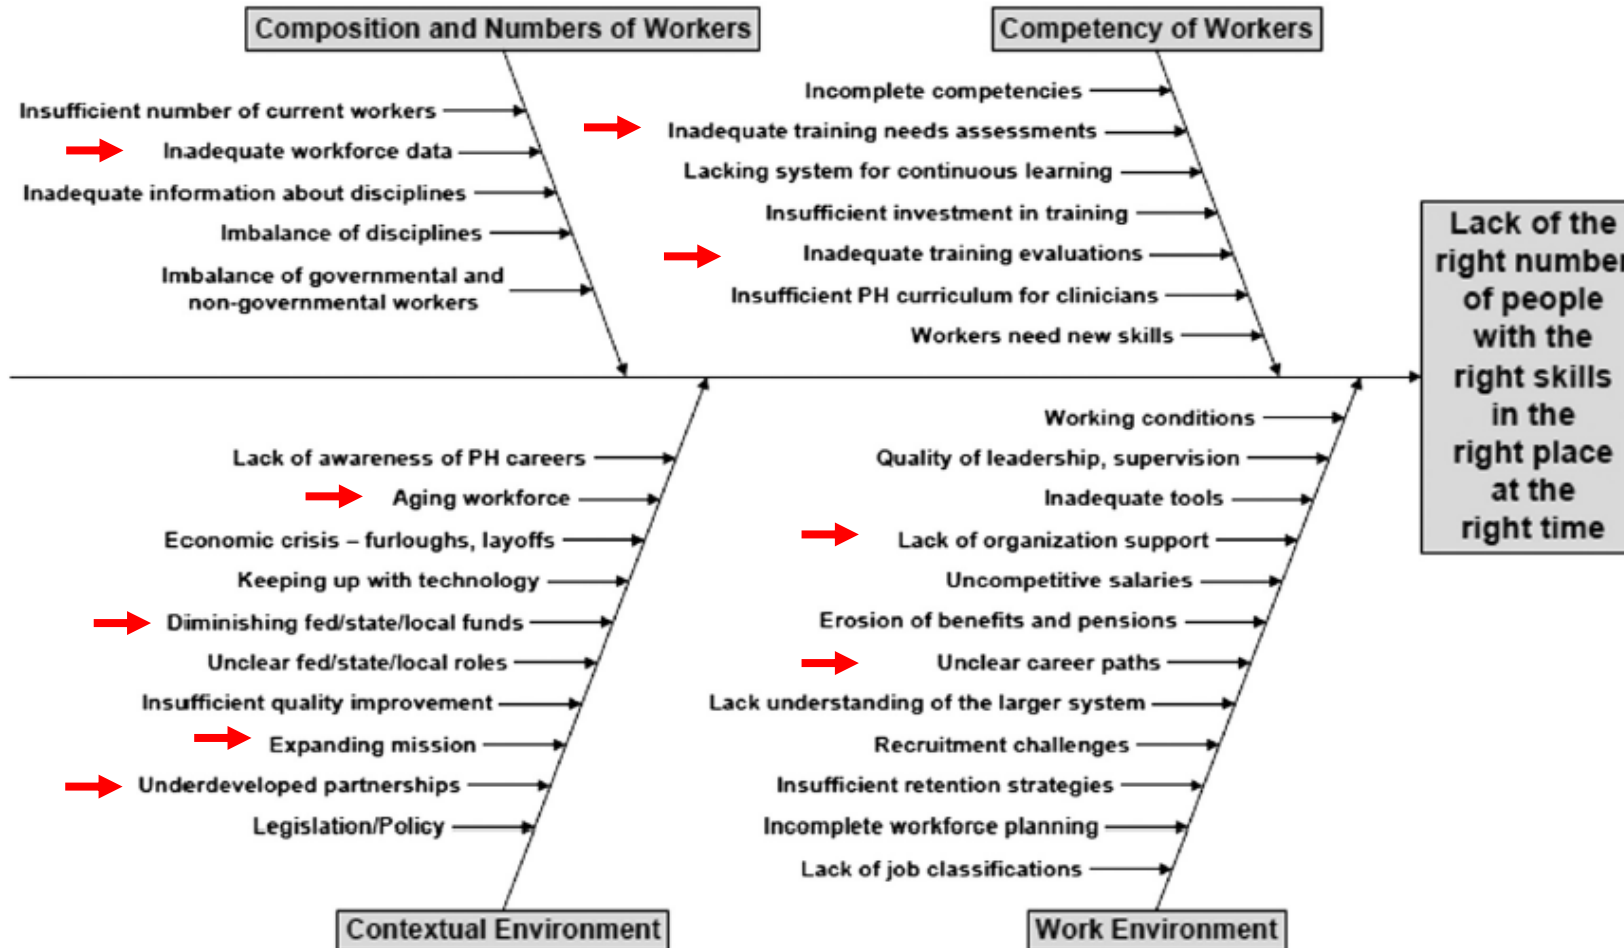 Composition and Numbers of Workers
Insufficient number of current workers
Inadequate workforce data
Inadequate information about disciplines
Imbalance of disciplines
Imbalance of governmental and
non-governmental workers
Competency of Workers
Incomplete competencies
Inadequate training needs assessments
Lacking system for continuous learning
Insufficient investment in training
Inadequate training evaluations
Insufficient PH curriculum for clinicians
Workers need new skills
Lack of the
right number
of people
with the
right skills
in the
right place
at the
right time
Lack of awareness of PH careers
Aging workforce
Economic crisis – furloughs, layoffs
Keeping up with technology
Diminishing fed/state/local funds
Unclear fed/state/local roles
Insufficient quality improvement
Expanding mission
Underdeveloped partnerships
Legislation/Policy
Contextual Environment
Working conditions
Quality of leadership, supervision
Inadequate tools
Lack of organization support
Uncompetitive salaries
Erosion of benefits and pensions
Unclear career paths
Lack understanding of the larger system
Recruitment challenges
Insufficient retention strategies
Incomplete workforce planning
Lack of job classifications
Work Environment